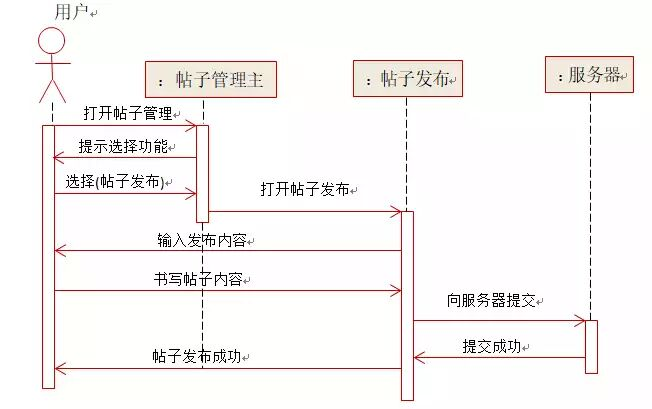 用户
：帖子管理主
：帖子发布
：服务器
打开帖子管理
提示选择功能
选择(帖子发布)
打开帖子发布
输入发布内容
书写帖子内容
向服务器提交
提交成功
帖子发布成功